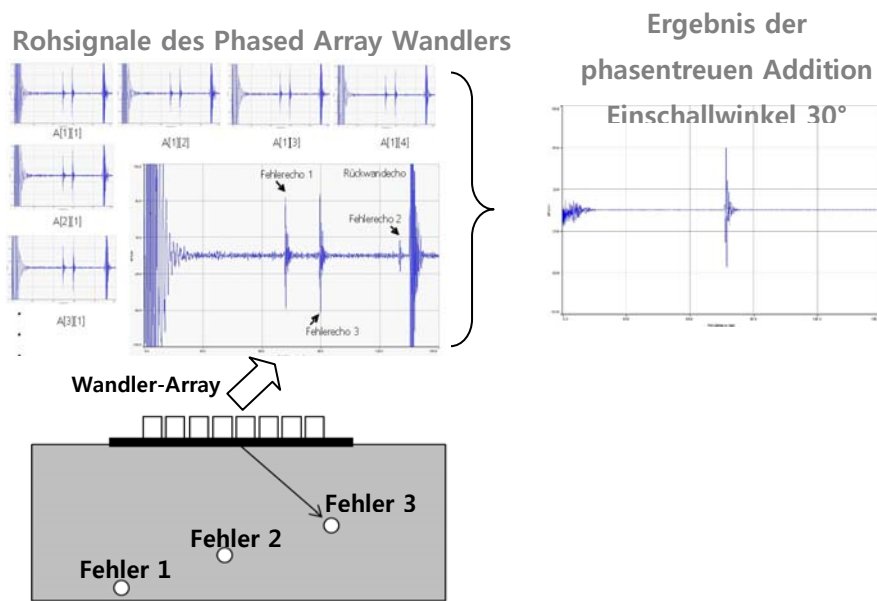 Rohsignale des Phased Array Wandlers
Ergebnis der
phasentreuen Addition
Einschallwinkel 30°
A[1][1]
A[1][2]
A[1][3]
A[1][4]
A[2][1]
A[3][1]
Fehlerecho 1
Rückwandecho
Fehlerecho 2
Fehlerecho 3
Wandler-Array
Fehler 3
Fehler 2
Fehler 1